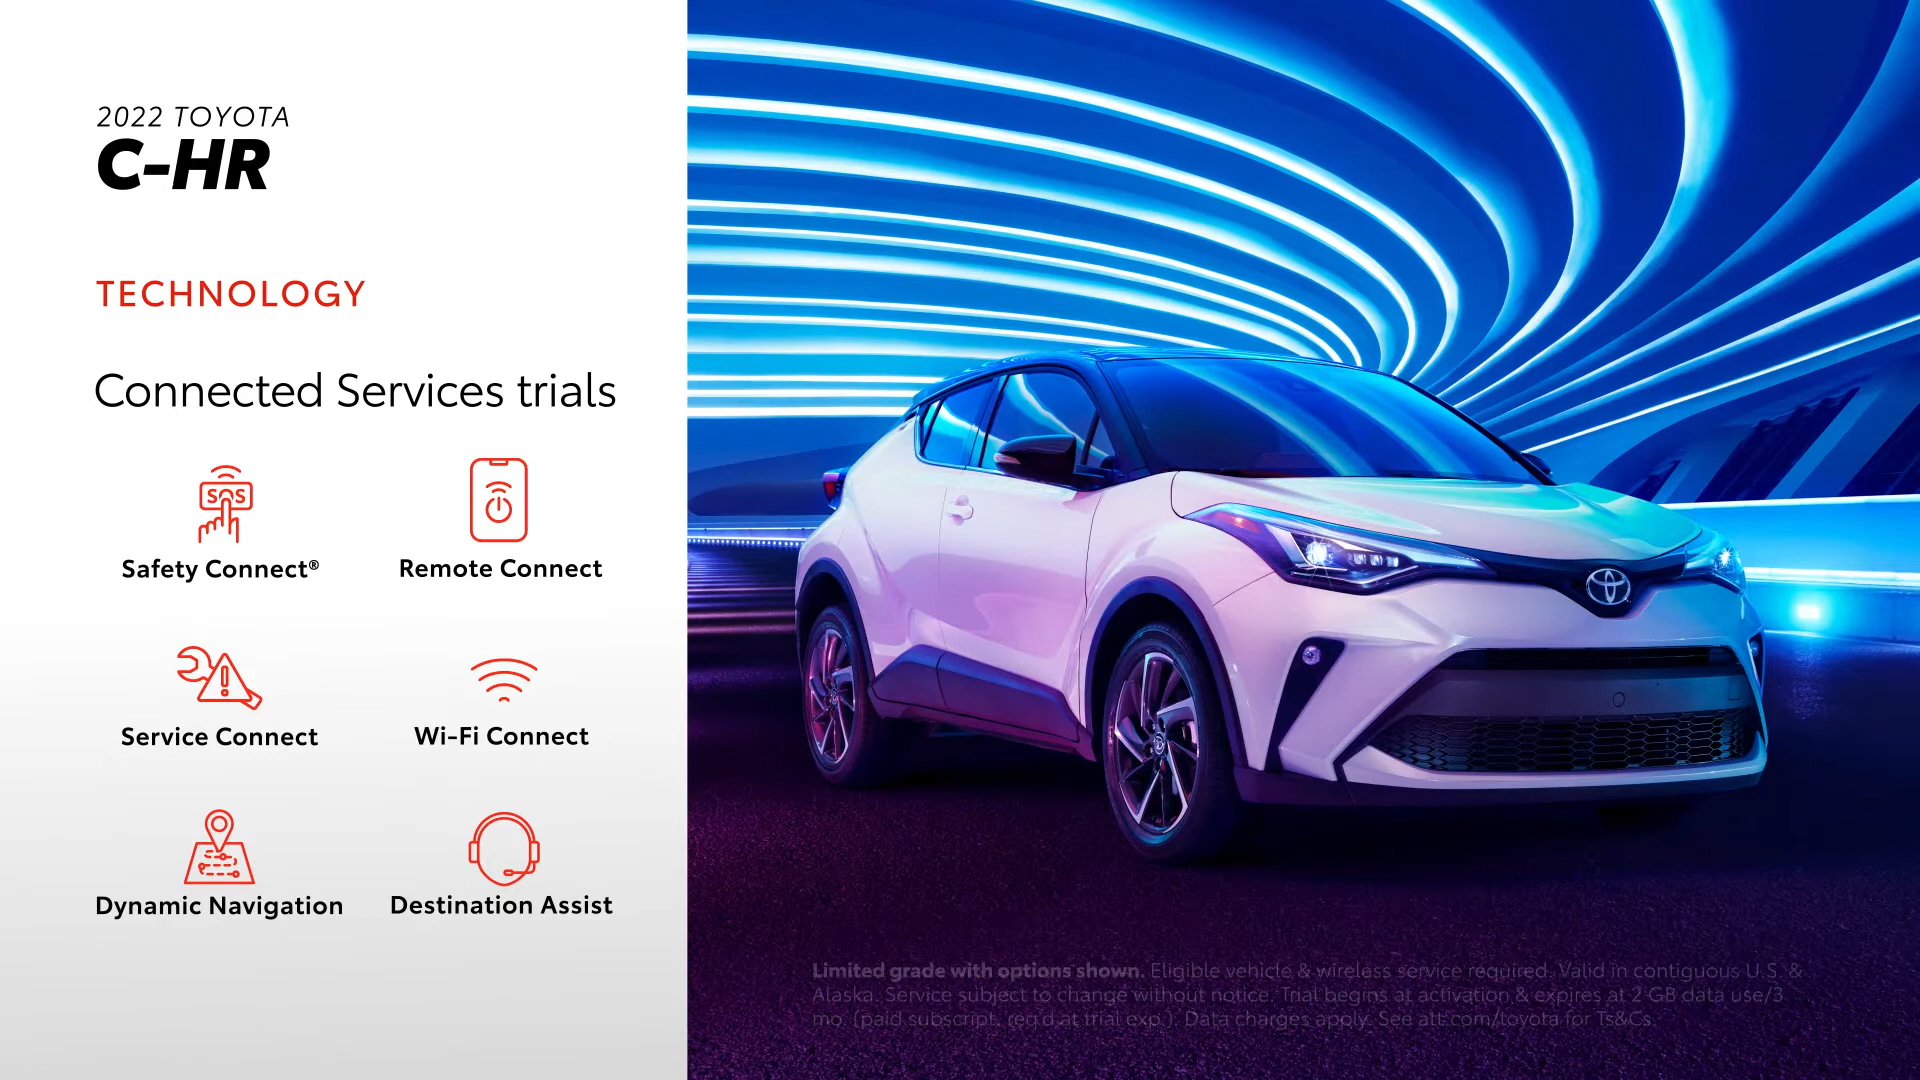 2022 TOYOTA
C-HR
TECHNOLOGY
Connected Services trials
SOS
Safety Connect®
Remote Connect
Service Connect
Wi-Fi Connect
Dynamic Navigation
Destination Assist
Limited grade with options shown. Eligible vehicle & wireless service required. Valid in contiguous U.S. &
Alaska. Service subject to change without notice. Trial begins at activation & expires at 2 GB data use/3
mo. (paid subscript. req'd at trial exp.). Data charges apply. See att.com/toyota for Ts&Cs.